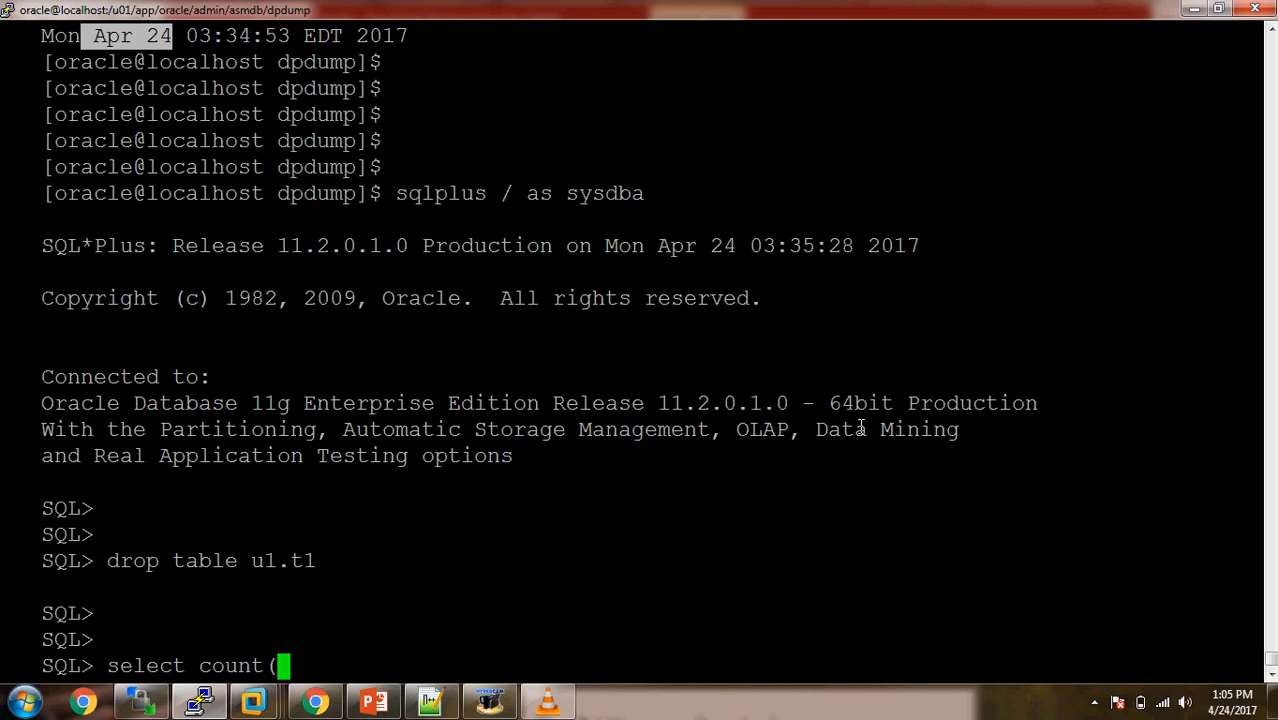 oracle@localhost:/u01/app/oracle/admin/asmdb/dpdump
Mon Apr 24 03:34:53 EDT 2017
[oracle@localhost dpdump]$
[oracle@localhost dpdump]$
[oracle@localhost dpdump]$
[oracle@localhost dpdump]$
[oracle@localhost dpdump]$
[oracle@localhost dpdump]$ sqlplus / as sysdba
SQL*Plus: Release 11.2.0.1.0 Production on Mon Apr 24 03:35:28 2017
Copyright (c) 1982, 2009, Oracle.  All rights reserved.
Connected to:
Oracle Database 11g Enterprise Edition Release 11.2.0.1.0 - 64bit Production
With the Partitioning, Automatic Storage Management, OLAP, Data Mining
and Real Application Testing options
SQL>
SQL>
SQL> drop table u1.t1
SQL>
SQL>
SQL> select count(
1:05 PM
4/24/2017